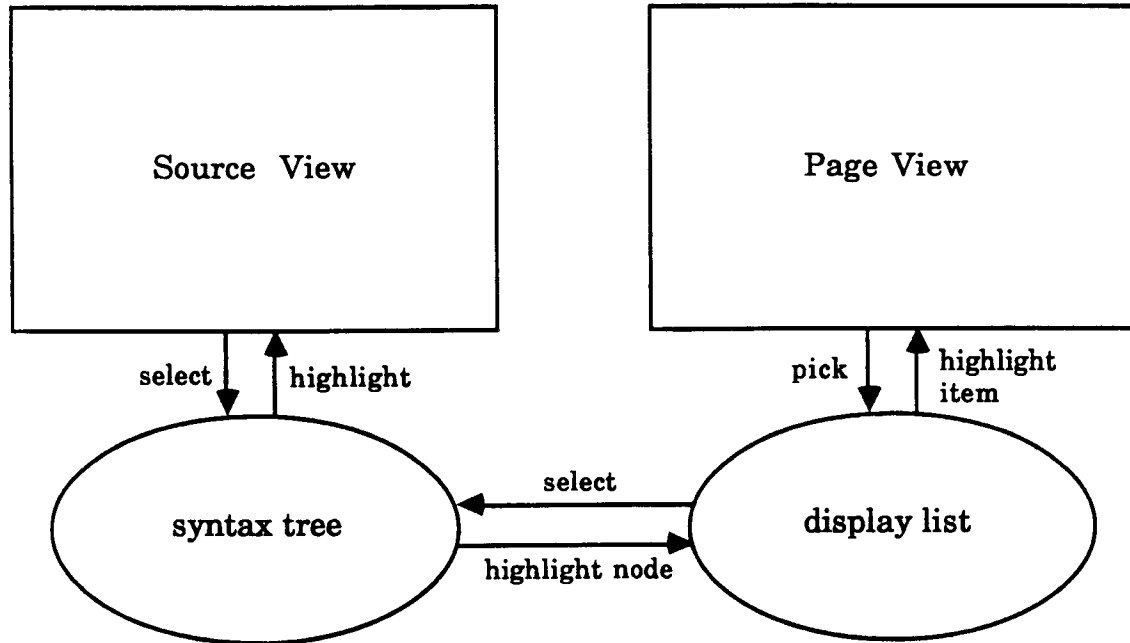 Source View
Page View
select
highlight
pick
highlight
item
select
syntax tree
display list
highlight node